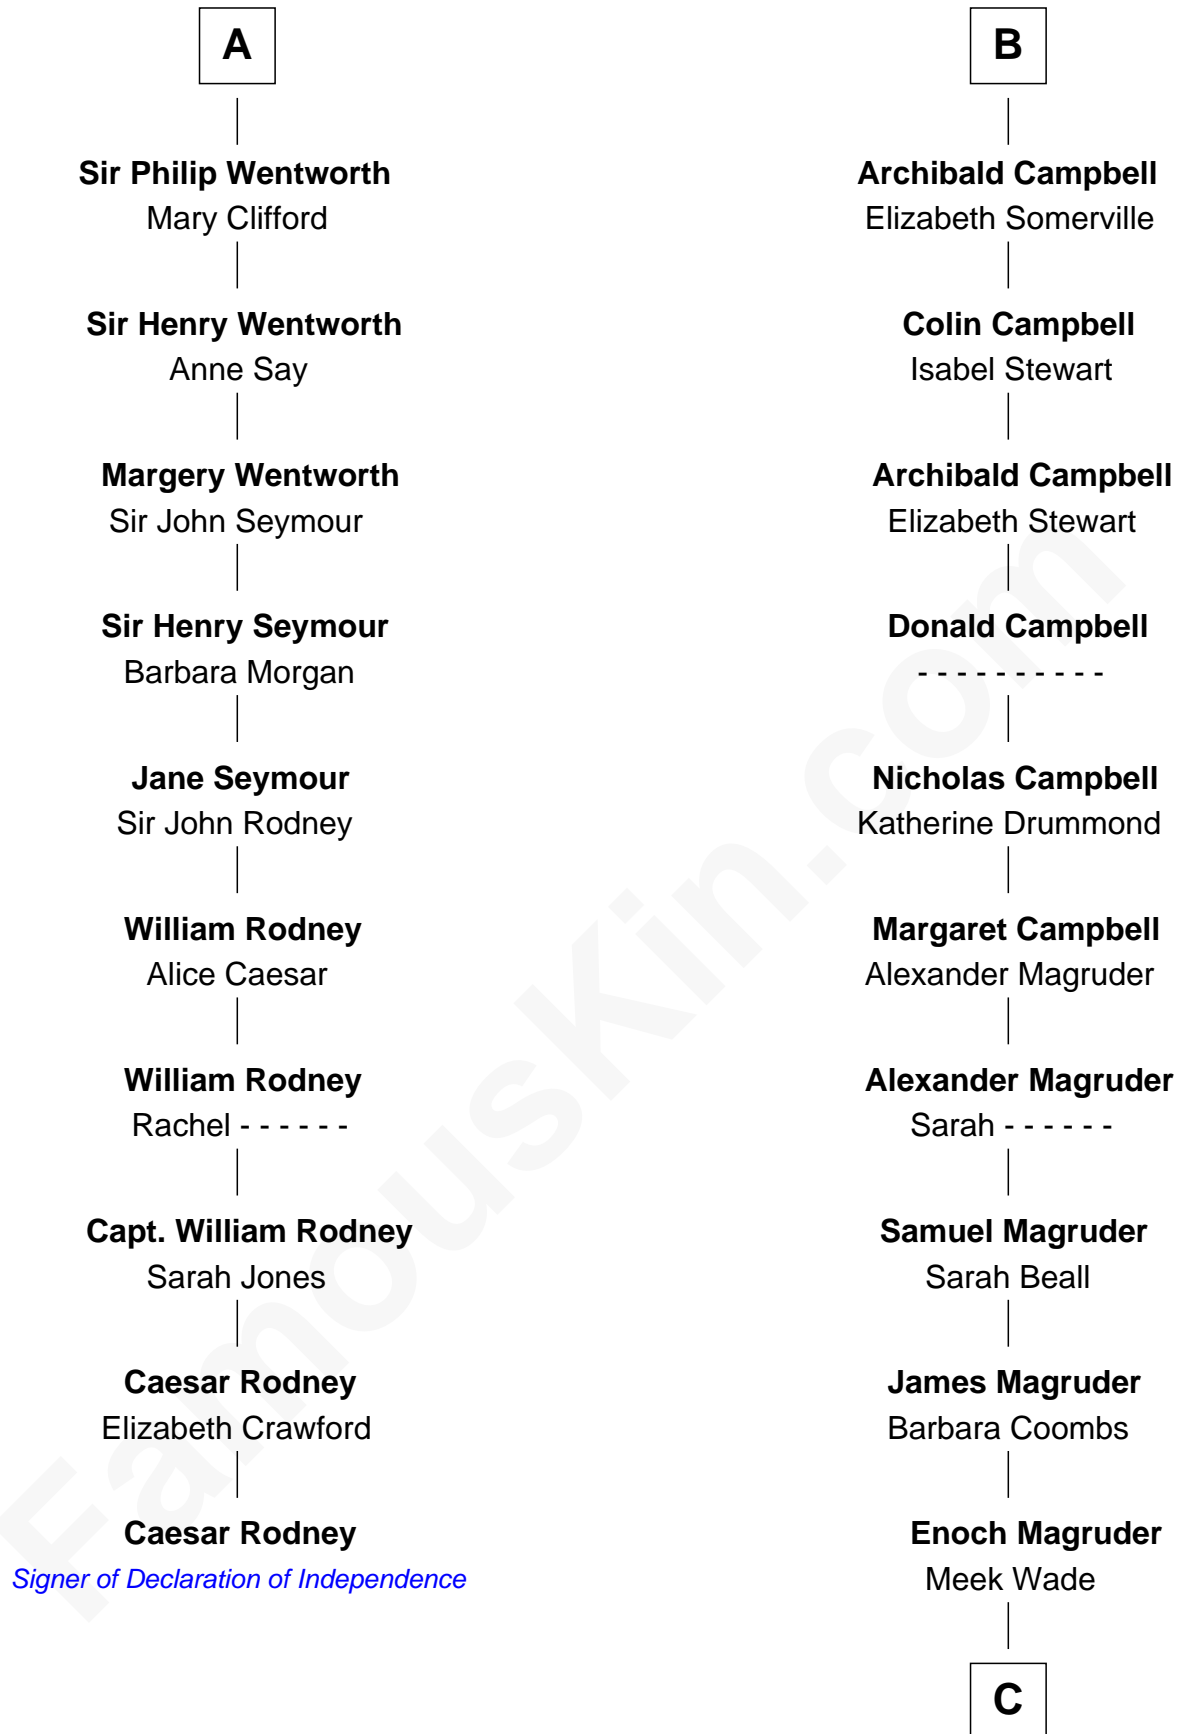 A
Sir Philip Wentworth
Mary Clifford
Sir Henry Wentworth
Anne Say
Margery Wentworth
Sir John Seymour
Sir Henry Seymour
Barbara Morgan
Jane Seymour
Sir John Rodney
William Rodney
Alice Caesar
William Rodney
Rachel - - - - - -
Capt. William Rodney
Sarah Jones
Caesar Rodney
Elizabeth Crawford
Caesar Rodney
Signer of Declaration of Independence
B
Archibald Campbell
Elizabeth Somerville
Colin Campbell
Isabel Stewart
Archibald Campbell
Elizabeth Stewart
Donald Campbell
- - - - - - - - - -
Nicholas Campbell
Katherine Drummond
Margaret Campbell
Alexander Magruder
Alexander Magruder
Sarah - - - - - -
Samuel Magruder
Sarah Beall
James Magruder
Barbara Coombs
Enoch Magruder
Meek Wade
C
FamousKin.com